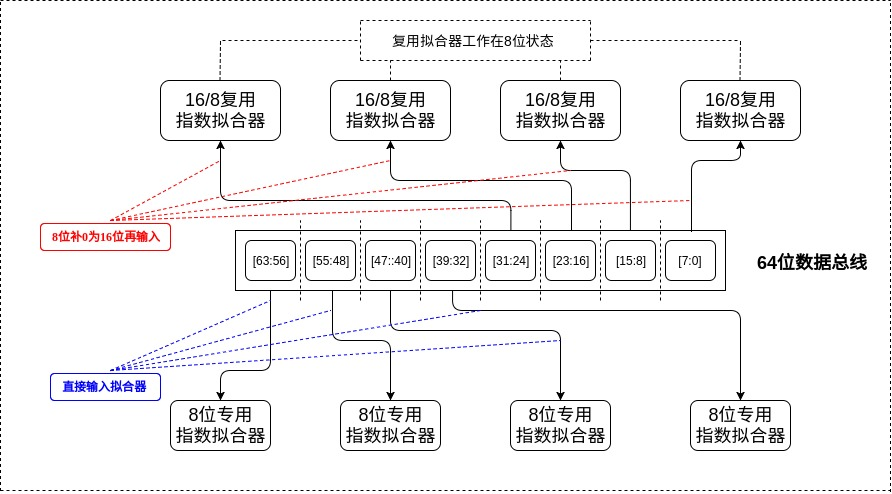 复用拟合器工作在8位状态
16/8复用
指数拟合器
16/8复用
指数拟合器
16/8复用
指数拟合器
16/8复用
指数拟合器
8位补0为16位再输入
[63:56]
[55:48]
[47::40]
[39:32]
[31:24]
[23:16]
[15:8]
[7:0]
64位数据总线
直接输入拟合器
8位专用
指数拟合器
8位专用
指数拟合器
8位专用
指数拟合器
8位专用
指数拟合器